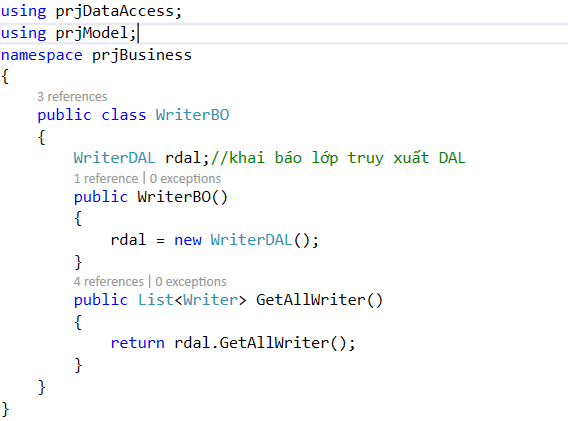 using prjDataAccess;
using prjModel;
namespace prjBusiness
{
3 references
public class WriterBO
{
WriterDAL rdal;//khai báo lớp truy xuất DAL
1 reference | 0 exceptions
public WriterBO()
{
rdal = new WriterDAL();
}
4 references | 0 exceptions
public List<Writer> GetAllWriter()
{
return rdal.GetAllWriter();
}
}
}